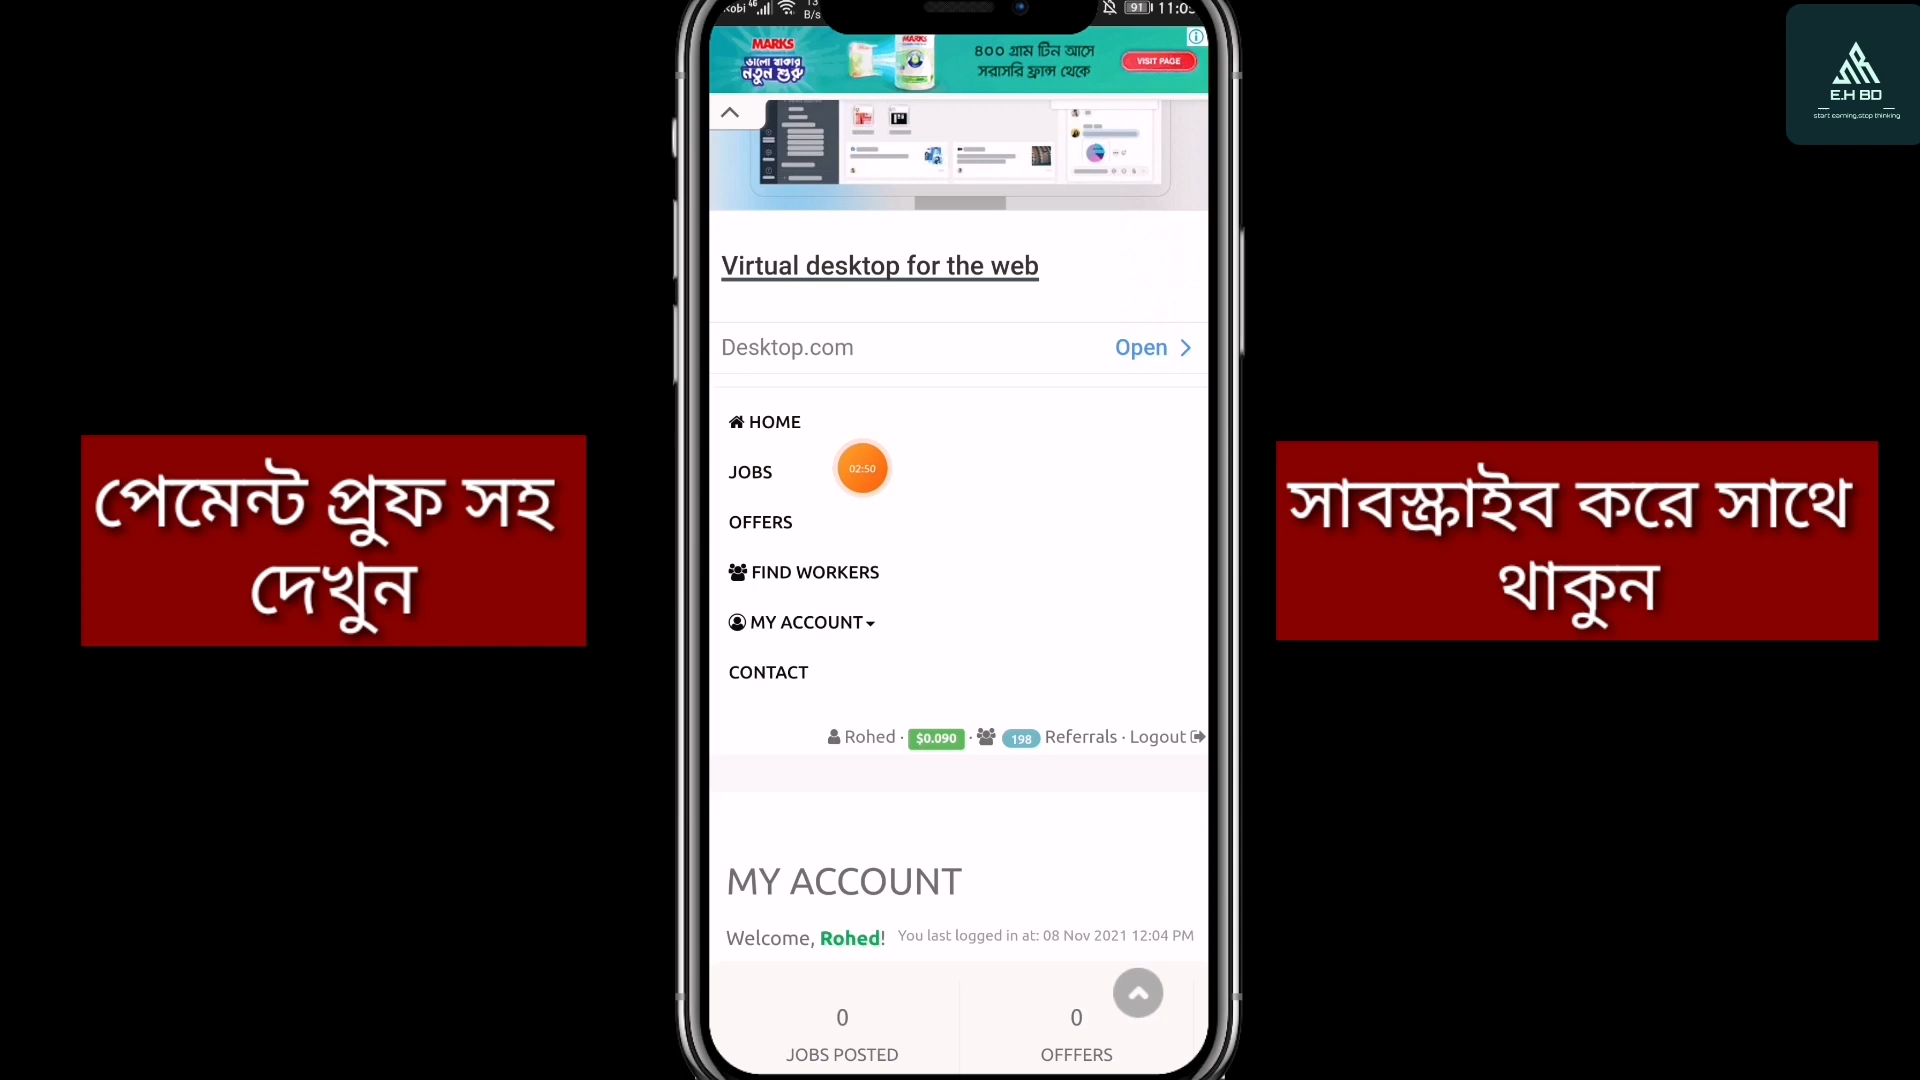 4G
13
B/s
91
MARKS
ভালো থাকার
নতুন শুরু
৪০০ গ্রাম টিন আসে
সরাসরি ফ্রান্স থেকে
VISIT PAGE
E.H BD
start earning,stop thinking
Virtual desktop for the web
Desktop.com
Open
HOME
JOBS
02:50
OFFERS
FIND WORKERS
MY ACCOUNT
CONTACT
Rohed · $0.090 · 198 Referrals · Logout
পেমেন্ট প্রুফ সহ
দেখুন
সাবস্ক্রাইব করে সাথে
থাকুন
MY ACCOUNT
Welcome, Rohed! You last logged in at: 08 Nov 2021 12:04 PM
0
JOBS POSTED
0
OFFFERS